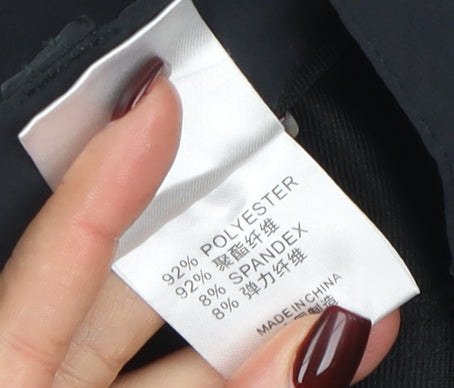 92% POLYESTER
92% 聚酯纤维
8% SPANDEX
8% 弹力纤维
MADE IN CHINA